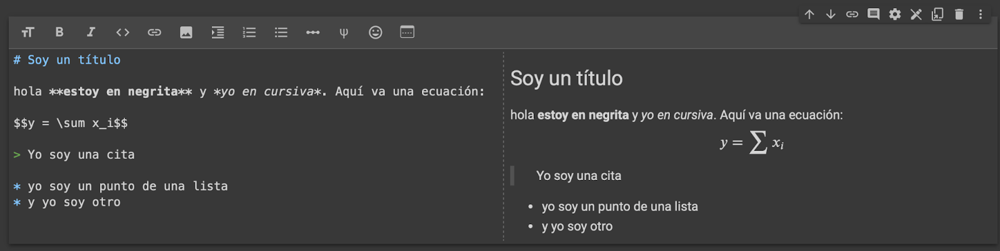 # Soy un título
hola **estoy en negrita** y *yo en cursiva*. Aquí va una ecuación:
$$y = \sum x_i$$
> Yo soy una cita
* yo soy un punto de una lista
* y yo soy otro
Soy un título
hola estoy en negrita y yo en cursiva. Aquí va una ecuación:
y = ∑ xᵢ
Yo soy una cita
• yo soy un punto de una lista
• y yo soy otro